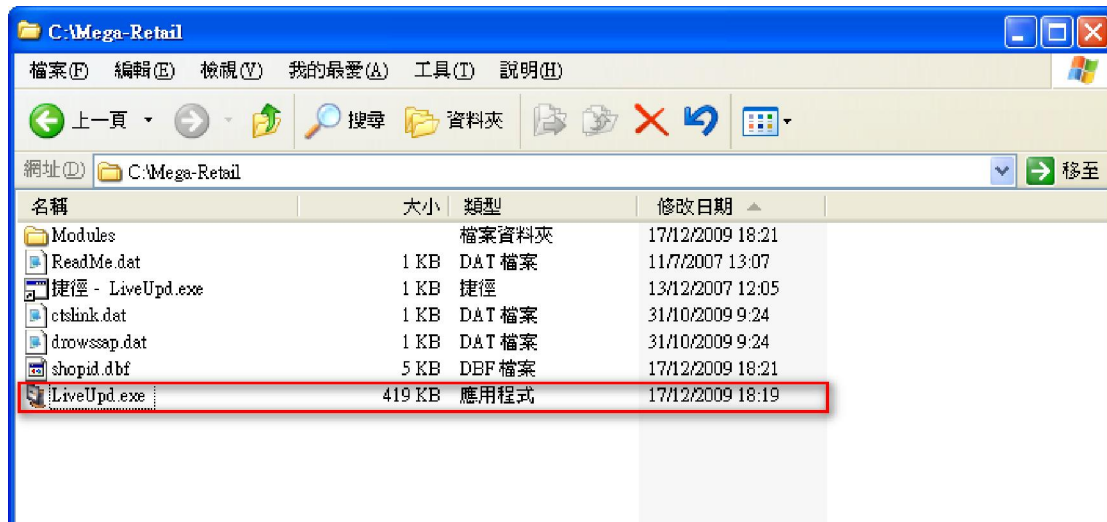 C:\Mega-Retail
檔案(F) 編輯(E) 檢視(V) 我的最愛(A) 工具(T) 說明(H)
上一頁 搜尋 資料夾
網址(D) C:\Mega-Retail 移至
名稱 大小 類型 修改日期
Modules 檔案資料夾 17/12/2009 18:21
ReadMe.dat 1 KB DAT 檔案 11/7/2007 13:07
捷徑 - LiveUpd.exe 1 KB 捷徑 13/12/2007 12:05
ctslink.dat 1 KB DAT 檔案 31/10/2009 9:24
drowssap.dat 1 KB DAT 檔案 31/10/2009 9:24
shopid.dbf 5 KB DBF 檔案 17/12/2009 18:21
LiveUpd.exe 419 KB 應用程式 17/12/2009 18:19